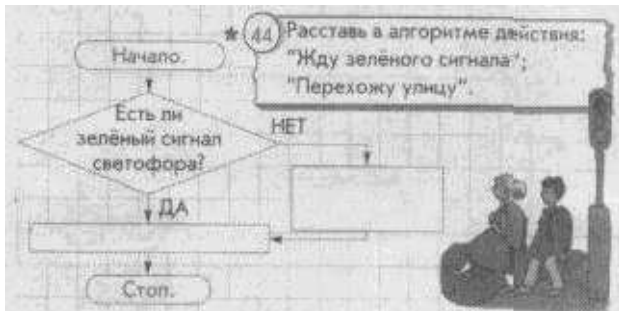 * 44 Расставь в алгоритме действия:
"Жду зелёного сигнала";
"Перехожу улицу".
Начало.
Есть ли
зелёный сигнал
светофора?
НЕТ
ДА
Стоп.